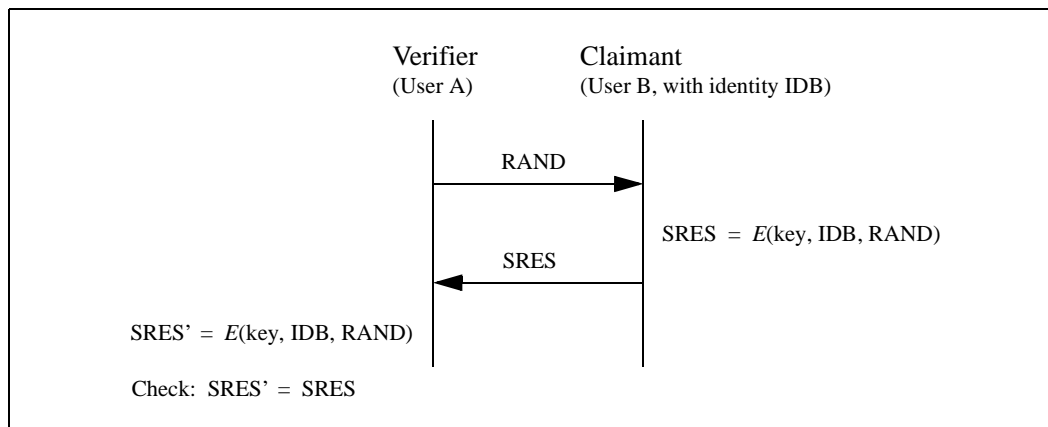 Verifier
(User A)
Claimant
(User B, with identity IDB)
RAND
SRES = E(key, IDB, RAND)
SRES
SRES’ = E(key, IDB, RAND)
Check: SRES’ = SRES